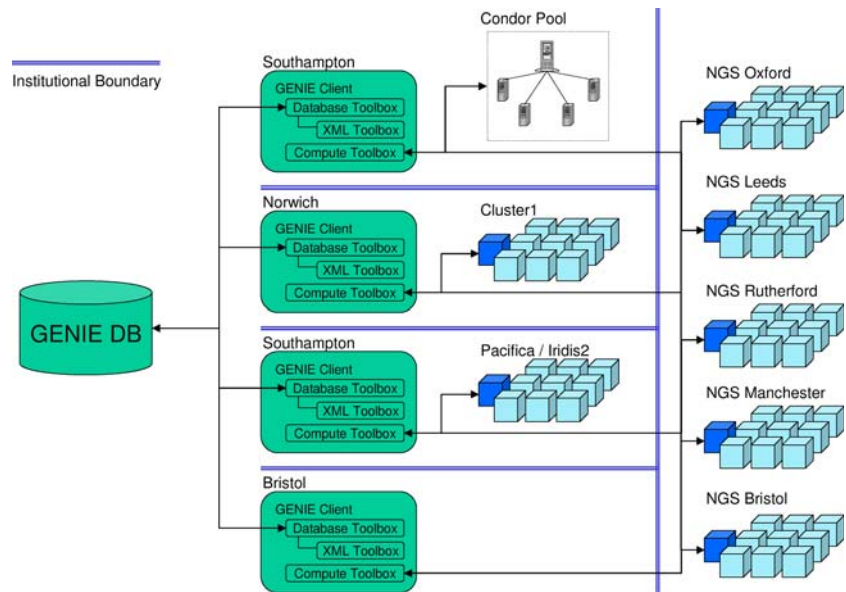 Institutional Boundary
GENIE DB
Southampton
GENIE Client
Database Toolbox
XML Toolbox
Compute Toolbox
Condor Pool
Norwich
GENIE Client
Database Toolbox
XML Toolbox
Compute Toolbox
Cluster1
Southampton
GENIE Client
Database Toolbox
XML Toolbox
Compute Toolbox
Pacifica / Iridis2
Bristol
GENIE Client
Database Toolbox
XML Toolbox
Compute Toolbox
NGS Oxford
NGS Leeds
NGS Rutherford
NGS Manchester
NGS Bristol